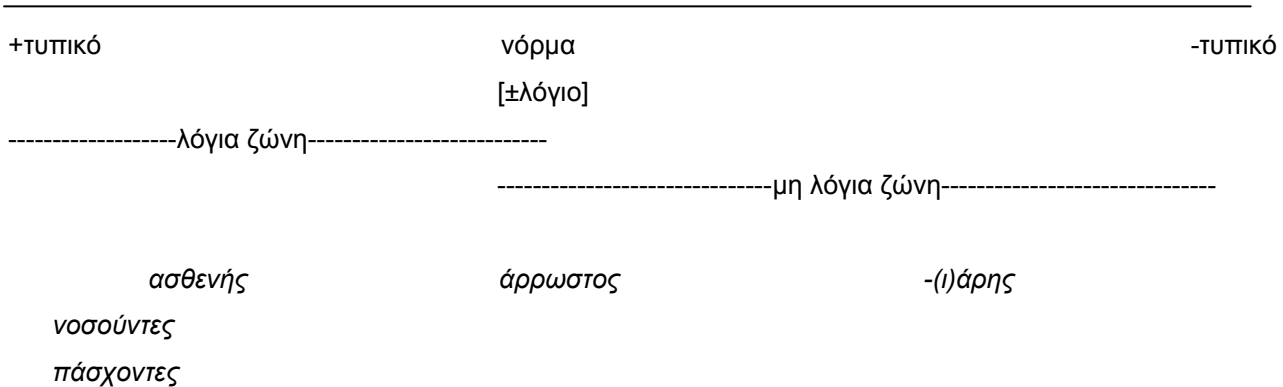 +τυπικό νόρμα -τυπικό
[±λόγιο]
-------------------λόγια ζώνη---------------------------
-------------------------------μη λόγια ζώνη-------------------------------
ασθενής άρρωστος -(ι)άρης
νοσούντες
πάσχοντες